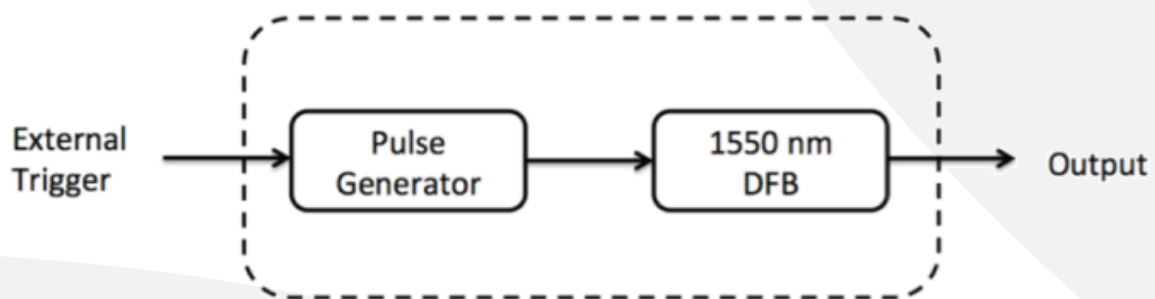 External
Trigger
Pulse
Generator
1550 nm
DFB
Output